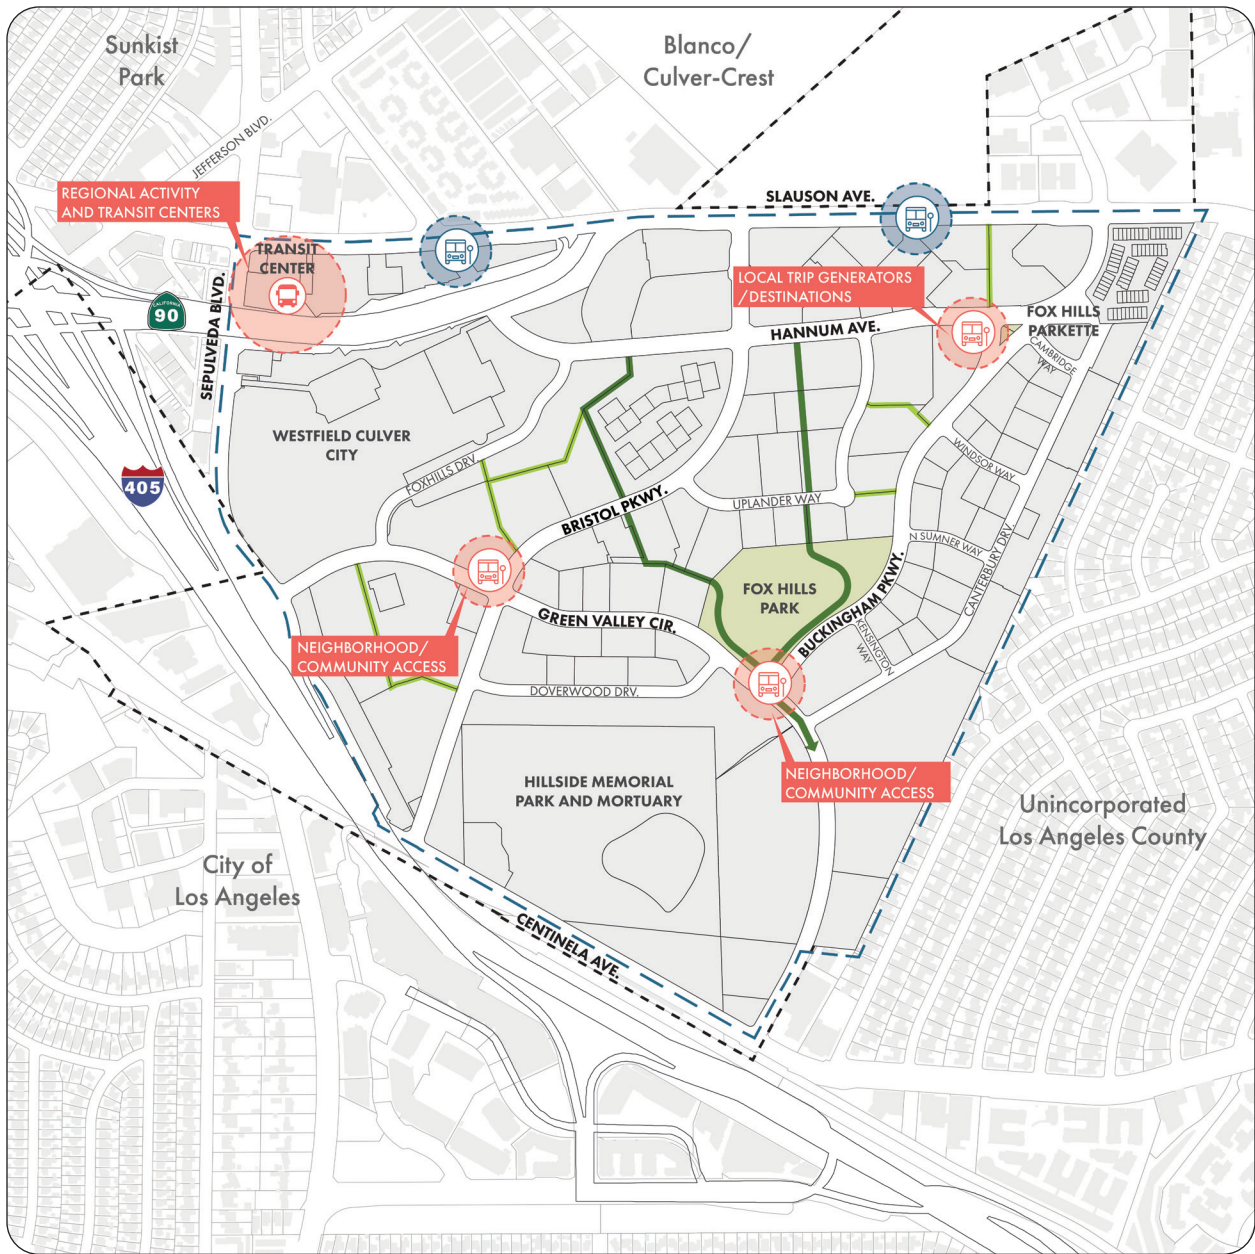 Sunkist
Park
Blanco/
Culver-Crest
JEFFERSON BLVD.
REGIONAL ACTIVITY
AND TRANSIT CENTERS
SLAUSON AVE.
TRANSIT
CENTER
LOCAL TRIP GENERATORS
/DESTINATIONS
CALIFORNIA
90
SEPULVEDA BLVD.
HANNUM AVE.
FOX HILLS
PARKETTE
CAMBRIDGE
WAY
WESTFIELD CULVER
CITY
FOXHILLS DRV.
WINDSOR WAY
405
BRISTOL PKWY.
UPLANDER WAY
N SUMNER WAY
CANTERBURY DRV.
FOX HILLS
PARK
BUCKINGHAM PKWY.
GREEN VALLEY CIR.
KENSINGTON
WAY
NEIGHBORHOOD/
COMMUNITY ACCESS
DOVERWOOD DRV.
NEIGHBORHOOD/
COMMUNITY ACCESS
HILLSIDE MEMORIAL
PARK AND MORTUARY
Unincorporated
Los Angeles County
City of
Los Angeles
CENTINELA AVE.